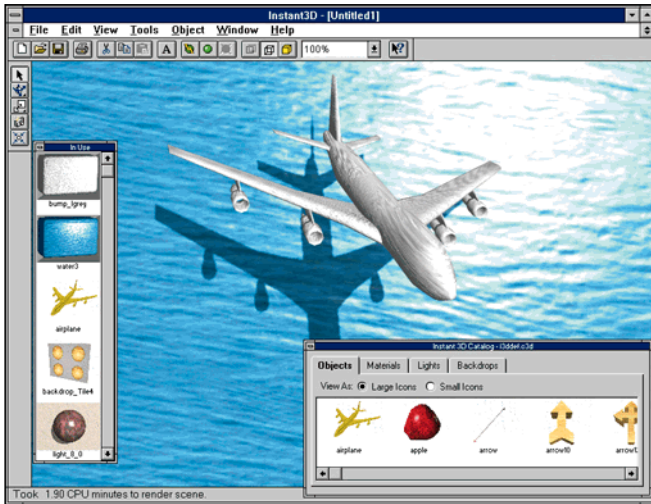 Instant3D - [Untitled1]
File Edit View Tools Object Window Help
A 100%
In Use
bump_lgreg
water3
airplane
backdrop_Tile4
light_0_0
Instant 3D Catalog - i3ddef.c3d
Objects Materials Lights Backdrops
View As: Large Icons Small Icons
airplane apple arrow arrow10 arrow1
Took 1.90 CPU minutes to render scene.